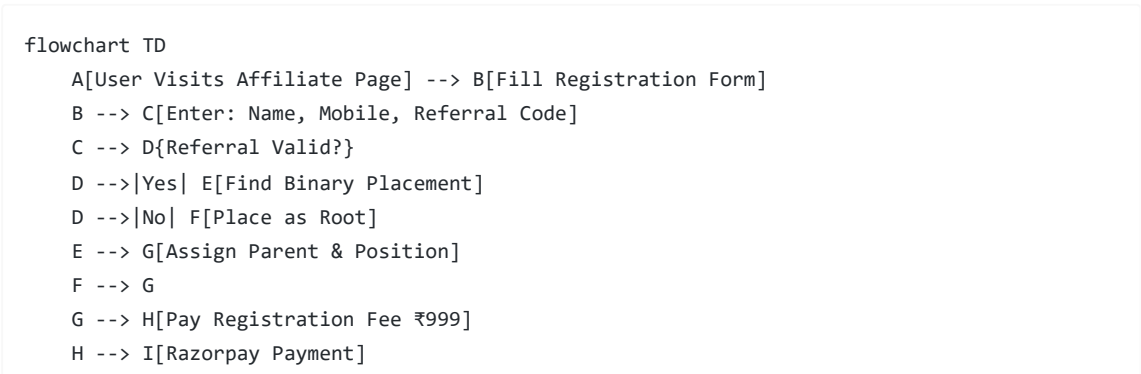 flowchart TD
    A[User Visits Affiliate Page] --> B[Fill Registration Form]
    B --> C[Enter: Name, Mobile, Referral Code]
    C --> D{Referral Valid?}
    D -->|Yes| E[Find Binary Placement]
    D -->|No| F[Place as Root]
    E --> G[Assign Parent & Position]
    F --> G
    G --> H[Pay Registration Fee ₹999]
    H --> I[Razorpay Payment]